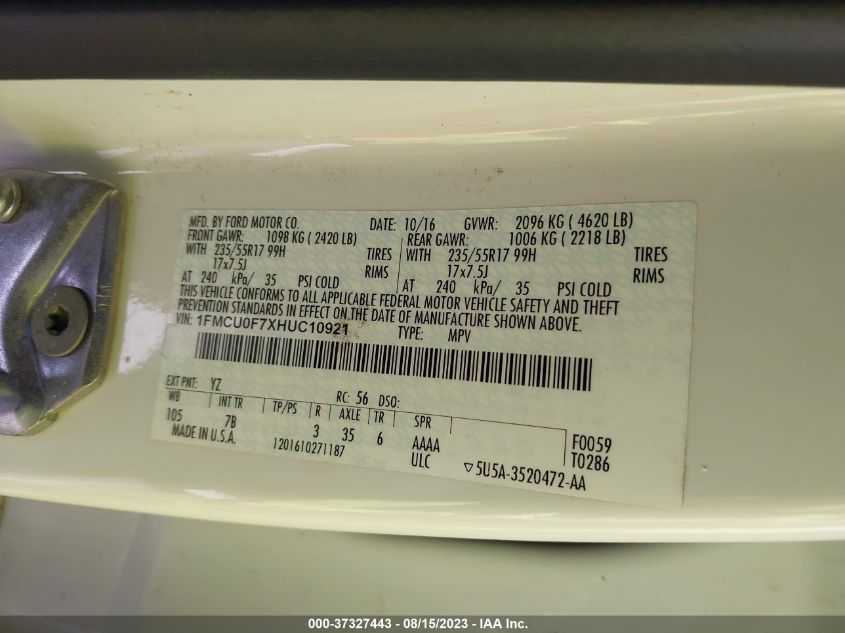 MFD. BY FORD MOTOR CO. DATE: 10/16 GVWR: 2096 KG ( 4620 LB)
FRONT GAWR: 1098 KG ( 2420 LB) REAR GAWR: 1006 KG ( 2218 LB)
WITH 235/55R17 99H TIRES WITH 235/55R17 99H TIRES
17x7.5J RIMS 17x7.5J RIMS
AT 240 kPa/ 35 PSI COLD AT 240 kPa/ 35 PSI COLD
THIS VEHICLE CONFORMS TO ALL APPLICABLE FEDERAL MOTOR VEHICLE SAFETY AND THEFT
PREVENTION STANDARDS IN EFFECT ON THE DATE OF MANUFACTURE SHOWN ABOVE.
VIN: 1FMCU0F7XHUC10921 TYPE: MPV
EXT PNT: YZ RC: 56 DSO:
WB INT TR TP/PS R AXLE TR SPR
105 7B 3 35 6 AAAA F0059
MADE IN U.S.A. 1201610271187 ULC T0286
▽5U5A-3520472-AA
000-37327443 - 08/15/2023 - IAA Inc.